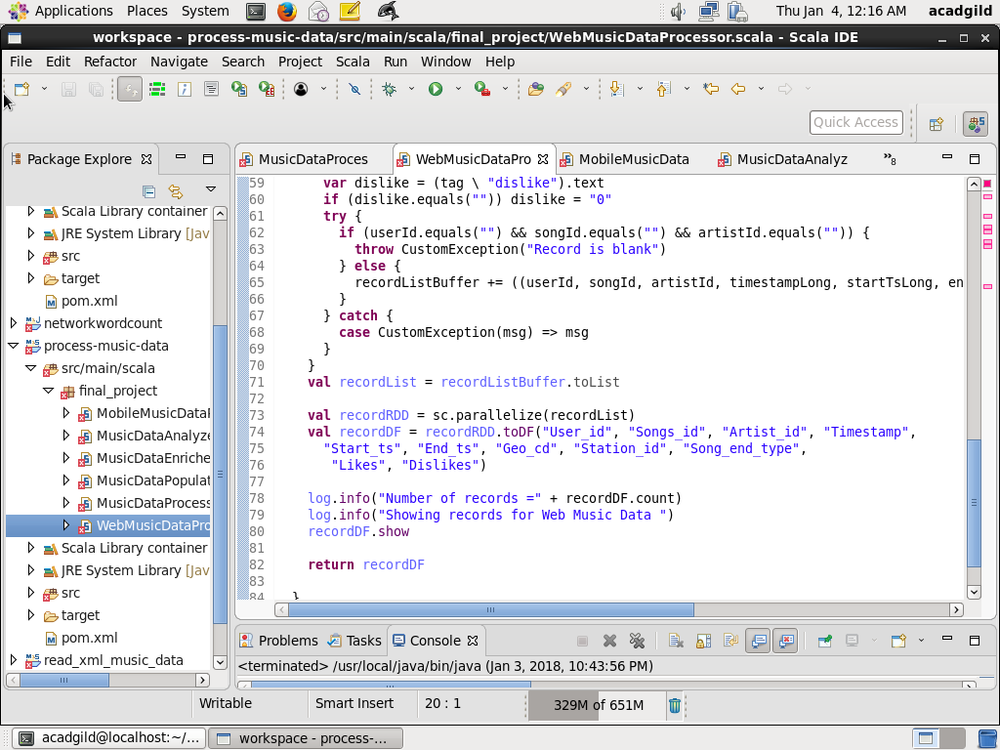 Applications Places System Thu Jan 4, 12:16 AM acadgild
workspace - process-music-data/src/main/scala/final_project/WebMusicDataProcessor.scala - Scala IDE
File Edit Refactor Navigate Search Project Scala Run Window Help
Quick Access
Package Explore
MusicDataProces WebMusicDataPro MobileMusicData MusicDataAnalyz »8
Scala Library container
JRE System Library [Jav
src
target
pom.xml
networkwordcount
process-music-data
src/main/scala
final_project
MobileMusicDataP
MusicDataAnalyze
MusicDataEnriche
MusicDataPopulat
MusicDataProcess
WebMusicDataPro
Scala Library container
JRE System Library [Jav
src
target
pom.xml
read_xml_music_data
59 var dislike = (tag \ "dislike").text
60 if (dislike.equals("")) dislike = "0"
61 try {
62 if (userId.equals("") && songId.equals("") && artistId.equals("")) {
63 throw CustomException("Record is blank")
64 } else {
65 recordListBuffer += ((userId, songId, artistId, timestampLong, startTsLong, en
66 }
67 } catch {
68 case CustomException(msg) => msg
69 }
70 }
71 val recordList = recordListBuffer.toList
72
73 val recordRDD = sc.parallelize(recordList)
74 val recordDF = recordRDD.toDF("User_id", "Songs_id", "Artist_id", "Timestamp",
75 "Start_ts", "End_ts", "Geo_cd", "Station_id", "Song_end_type",
76 "Likes", "Dislikes")
77
78 log.info("Number of records =" + recordDF.count)
79 log.info("Showing records for Web Music Data ")
80 recordDF.show
81
82 return recordDF
83
84 }
Problems Tasks Console
<terminated> /usr/local/java/bin/java (Jan 3, 2018, 10:43:56 PM)
Writable Smart Insert 20 : 1 329M of 651M
acadgild@localhost:~/... workspace - process-...